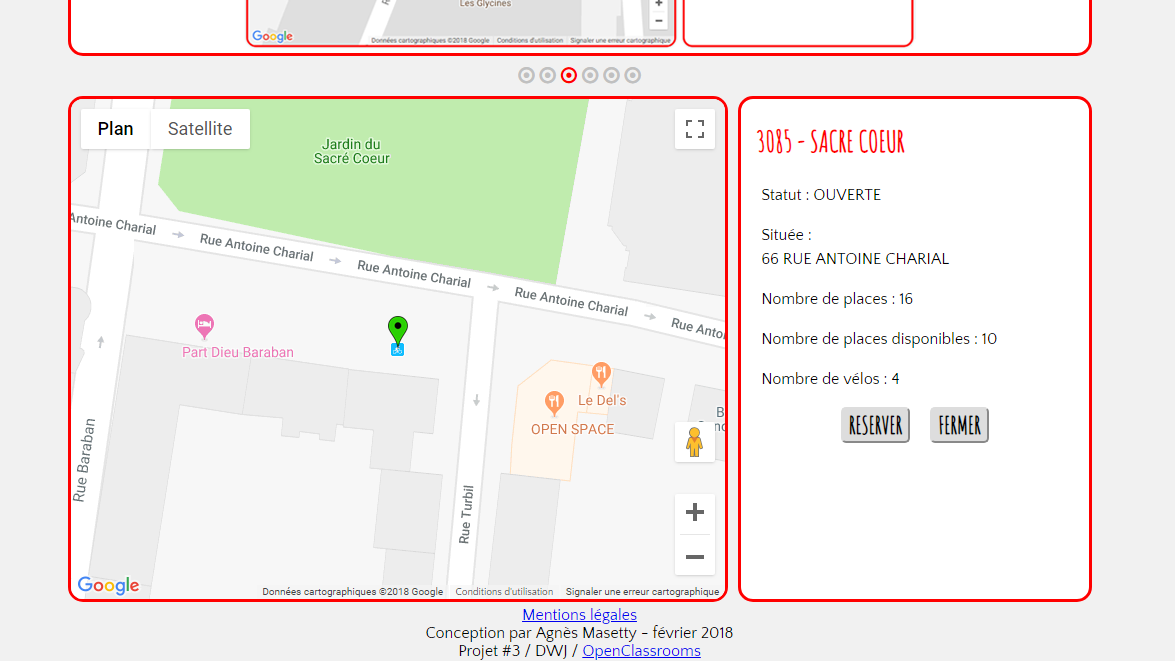 Les Glycines
+
−
Google
Données cartographiques ©2018 Google
Conditions d'utilisation
Signaler une erreur cartographique
Plan
Satellite
Jardin du
Sacré Coeur
Antoine Charial
Rue Antoine Charial
Rue Antoine Charial
Rue Antoine Charial
Rue Anto
Part Dieu Baraban
Le Del's
OPEN SPACE
Rue Baraban
Rue Turbil
+
−
Google
Données cartographiques ©2018 Google
Conditions d'utilisation
Signaler une erreur cartographique
3085 - SACRE COEUR
Statut : OUVERTE
Située :
66 RUE ANTOINE CHARIAL
Nombre de places : 16
Nombre de places disponibles : 10
Nombre de vélos : 4
RESERVER
FERMER
Mentions légales
Conception par Agnès Masetty - février 2018
Projet #3 / DWJ / OpenClassrooms